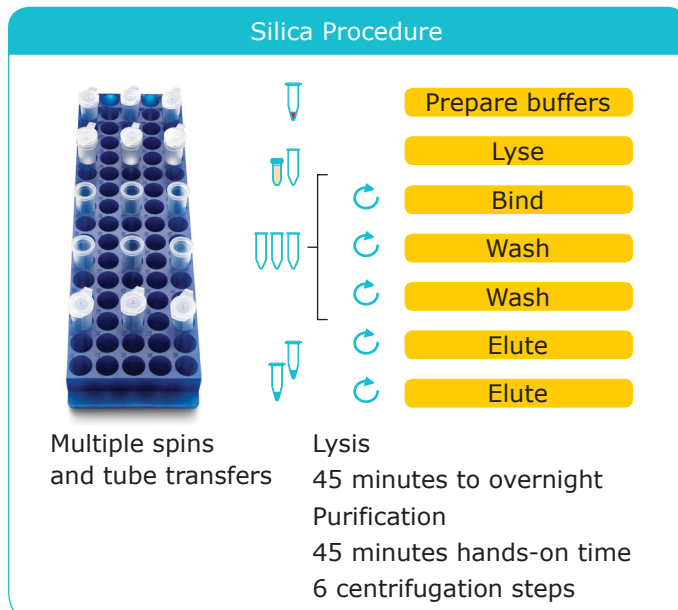 Silica Procedure
Prepare buffers
Lyse
Bind
Wash
Wash
Elute
Elute
Multiple spins
and tube transfers
Lysis
45 minutes to overnight
Purification
45 minutes hands-on time
6 centrifugation steps